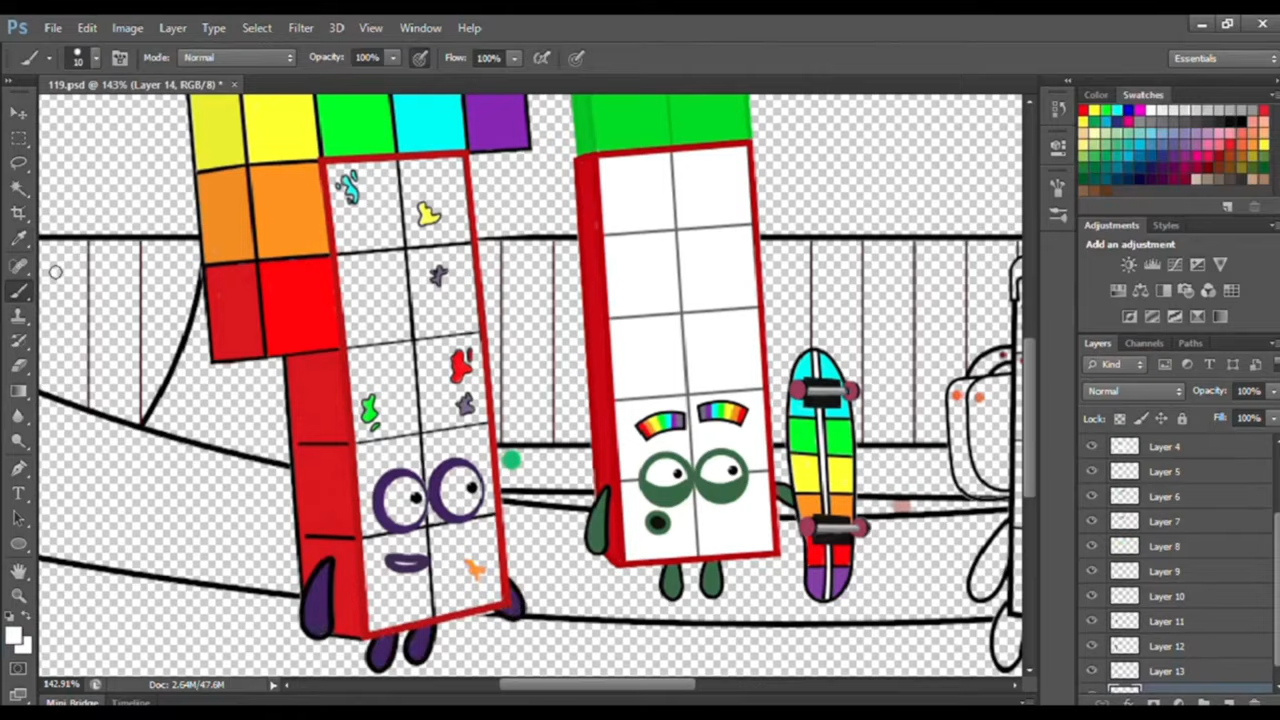 Ps File Edit Image Layer Type Select Filter 3D View Window Help
10 Mode: Normal Opacity: 100% Flow: 100% Essentials
119.psd @ 143% (Layer 14, RGB/8) * ×
Color Swatches
Adjustments Styles
Add an adjustment
Layers Channels Paths
Kind
Normal Opacity: 100%
Lock: Fill: 100%
Layer 4
Layer 5
Layer 6
Layer 7
Layer 8
Layer 9
Layer 10
Layer 11
Layer 12
Layer 13
142.91% Doc: 2.64M/47.6M
Mini Bridge Timeline